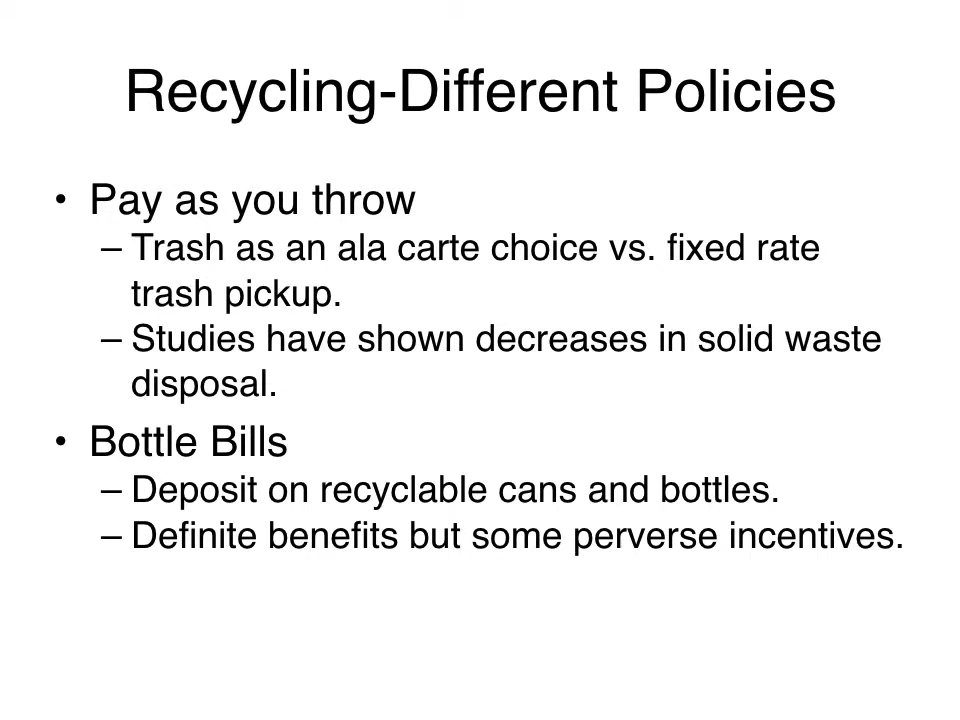 Recycling-Different Policies
• Pay as you throw
– Trash as an ala carte choice vs. fixed rate
trash pickup.
– Studies have shown decreases in solid waste
disposal.
• Bottle Bills
– Deposit on recyclable cans and bottles.
– Definite benefits but some perverse incentives.